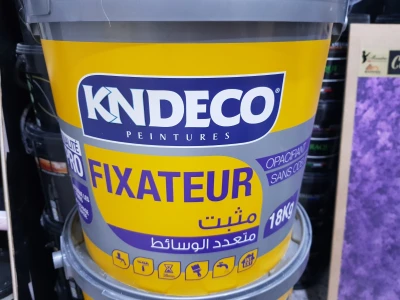 KNDECO
PEINTURES
FIXATEUR
OPACIFIANT
مثبت
متعدد الوسائط
18Kg